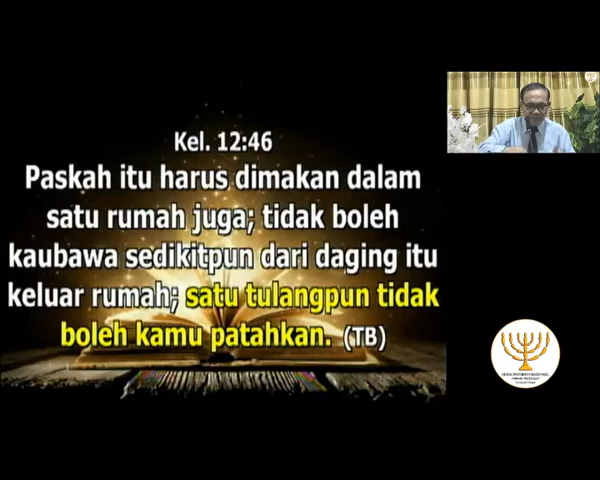 Kel. 12:46
Paskah itu harus dimakan dalam
satu rumah juga; tidak boleh
kaubawa sedikitpun dari daging itu
keluar rumah; satu tulangpun tidak
boleh kamu patahkan. (TB)